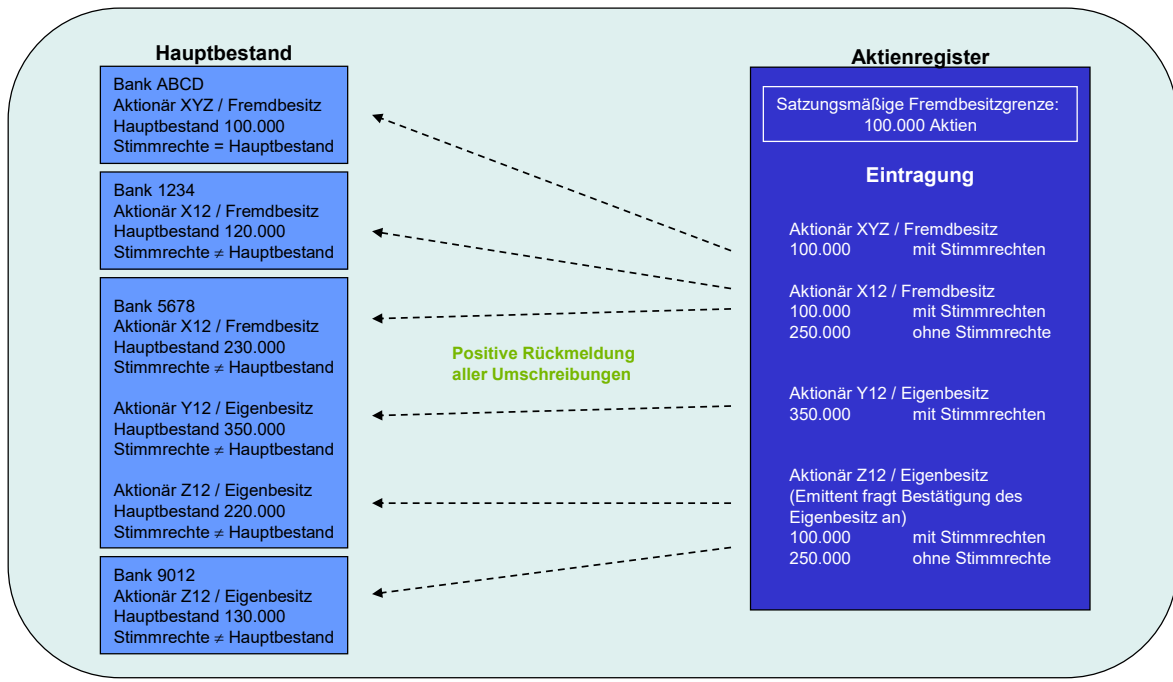 Hauptbestand
Bank ABCD
Aktionär XYZ / Fremdbesitz
Hauptbestand 100.000
Stimmrechte = Hauptbestand
Bank 1234
Aktionär X12 / Fremdbesitz
Hauptbestand 120.000
Stimmrechte ≠ Hauptbestand
Bank 5678
Aktionär X12 / Fremdbesitz
Hauptbestand 230.000
Stimmrechte ≠ Hauptbestand
Aktionär Y12 / Eigenbesitz
Hauptbestand 350.000
Stimmrechte ≠ Hauptbestand
Aktionär Z12 / Eigenbesitz
Hauptbestand 220.000
Stimmrechte ≠ Hauptbestand
Bank 9012
Aktionär Z12 / Eigenbesitz
Hauptbestand 130.000
Stimmrechte ≠ Hauptbestand
Positive Rückmeldung
aller Umschreibungen
Aktienregister
Satzungsmäßige Fremdbesitzgrenze:
100.000 Aktien
Eintragung
Aktionär XYZ / Fremdbesitz
100.000 mit Stimmrechten
Aktionär X12 / Fremdbesitz
100.000 mit Stimmrechten
250.000 ohne Stimmrechte
Aktionär Y12 / Eigenbesitz
350.000 mit Stimmrechten
Aktionär Z12 / Eigenbesitz
(Emittent fragt Bestätigung des
Eigenbesitz an)
100.000 mit Stimmrechten
250.000 ohne Stimmrechte